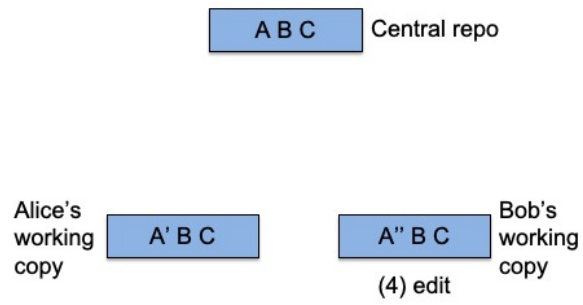 A B C
Central repo
Alice’s
working
copy
A’ B C
A’’ B C
Bob’s
working
copy
(4) edit